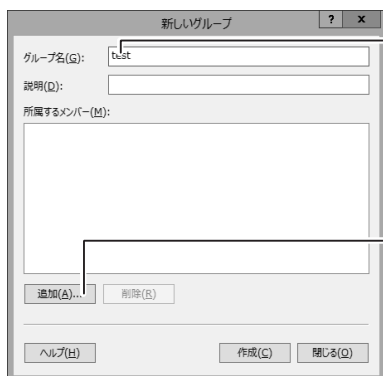 新しいグループ ? x
グループ名(G): test
説明(D):
所属するメンバー(M):
追加(A)... 削除(R)
ヘルプ(H) 作成(C) 閉じる(O)